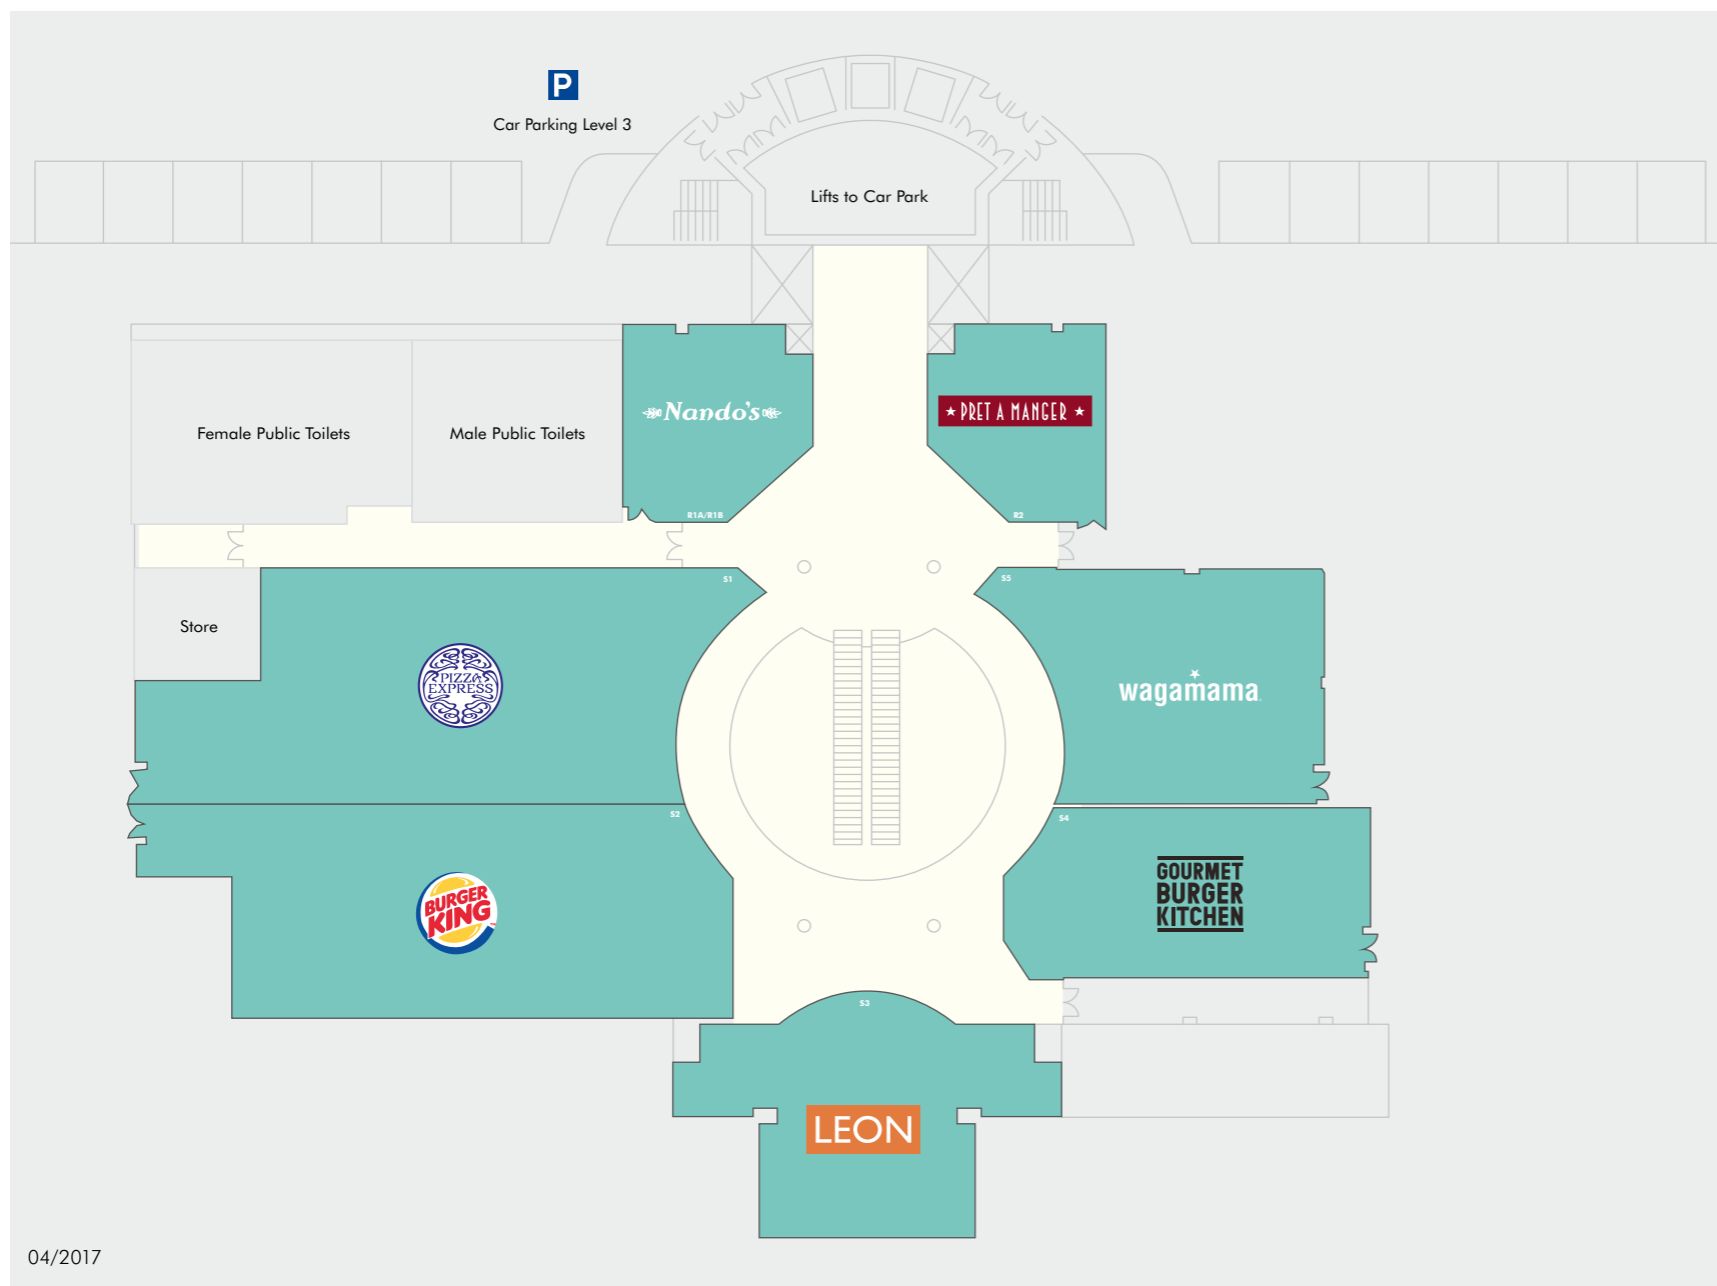 P
Car Parking Level 3
Lifts to Car Park
Female Public Toilets
Male Public Toilets
Nando's
PRET A MANGER
R1A/R1B
R2
S1
S5
Store
PIZZA
EXPRESS
wagamama
S2
S4
BURGER
KING
GOURMET
BURGER
KITCHEN
S3
LEON
04/2017